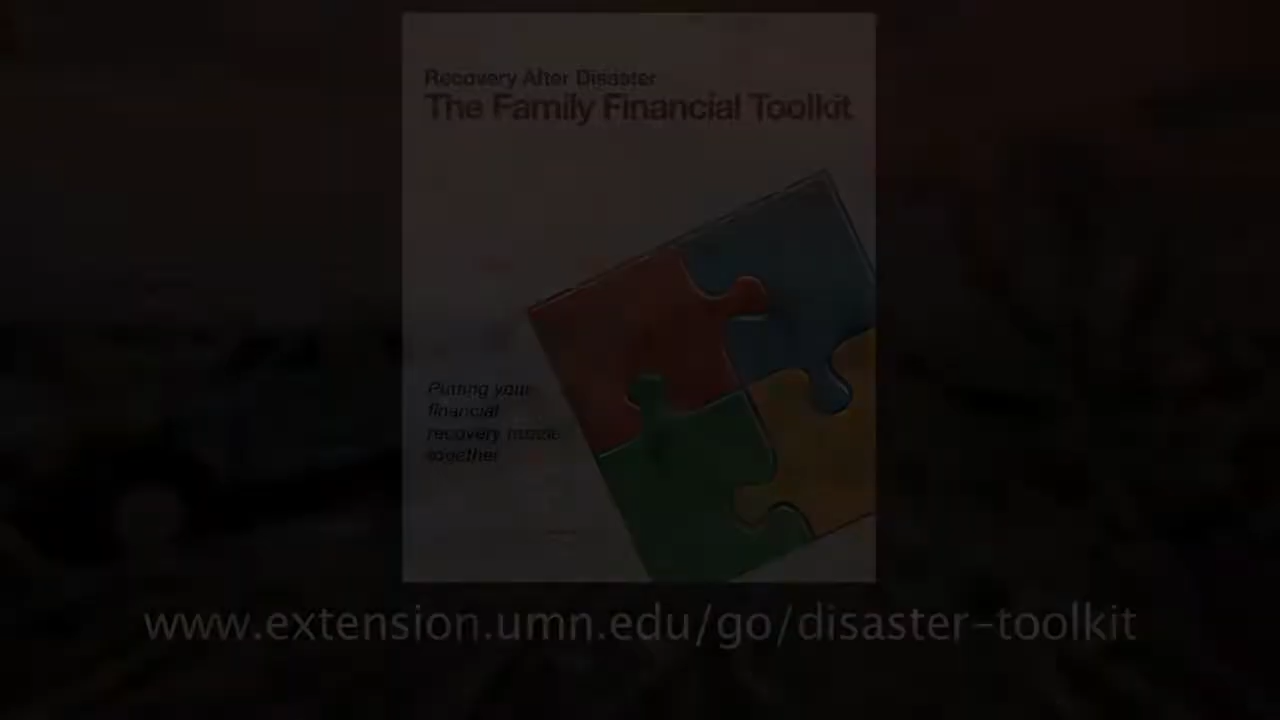 Recovery After Disaster
The Family Financial Toolkit
Putting your
financial
recovery puzzle
together
www.extension.umn.edu/go/disaster-toolkit